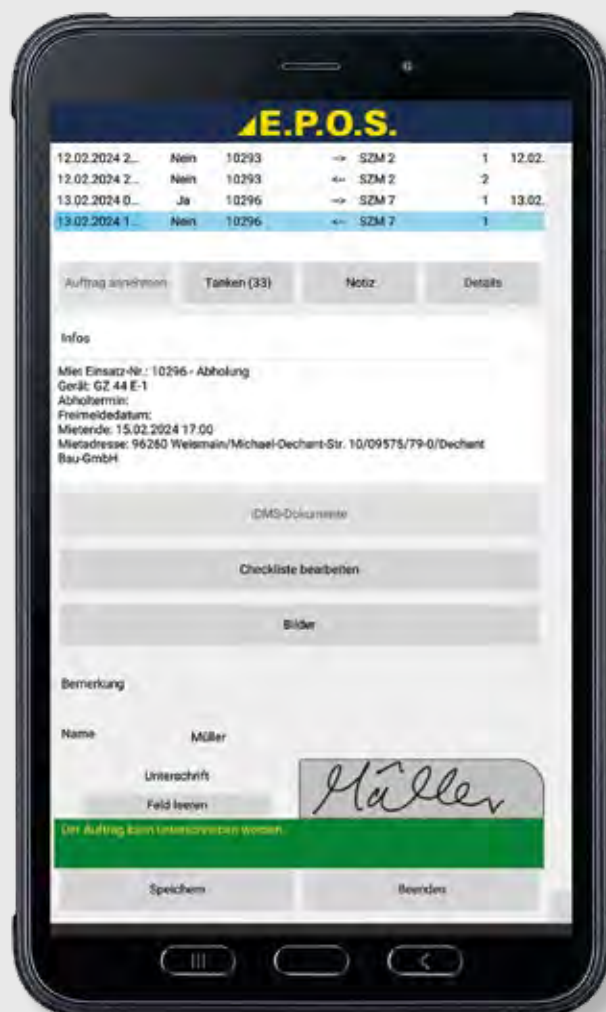 E.P.O.S.
12.02.2024 2... Nein 10293 --> SZM 2 1 12.02.
12.02.2024 2... Nein 10293 <-- SZM 2 2
13.02.2024 0... Ja 10296 --> SZM 7 1 13.02.
13.02.2024 1... Nein 10296 <-- SZM 7 1
Auftrag annehmen Tanken (33) Notiz Details
Infos
Miet Einsatz-Nr.: 10296 - Abholung
Gerät: GZ 44 E-1
Abholtermin:
Freimeldedatum:
Mietende: 15.02.2024 17:00
Mietadresse: 96260 Weismain/Michael-Dechant-Str. 10/09575/79-0/Dechant
Bau-GmbH
iDMS-Dokumente
Checkliste bearbeiten
Bilder
Bemerkung
Name Müller
Unterschrift
Müller
Feld leeren
Der Auftrag kann unterschrieben werden.
Speichern Beenden